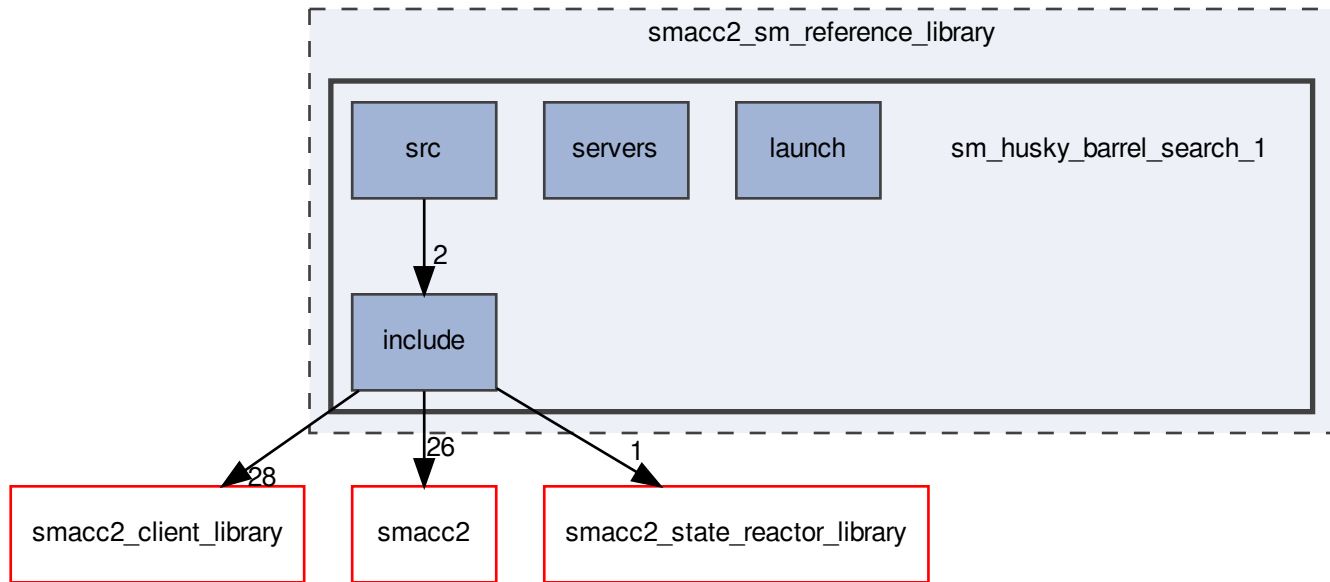 smacc2_sm_reference_library
src
servers
launch
sm_husky_barrel_search_1
2
include
28
26
1
smacc2_client_library
smacc2
smacc2_state_reactor_library